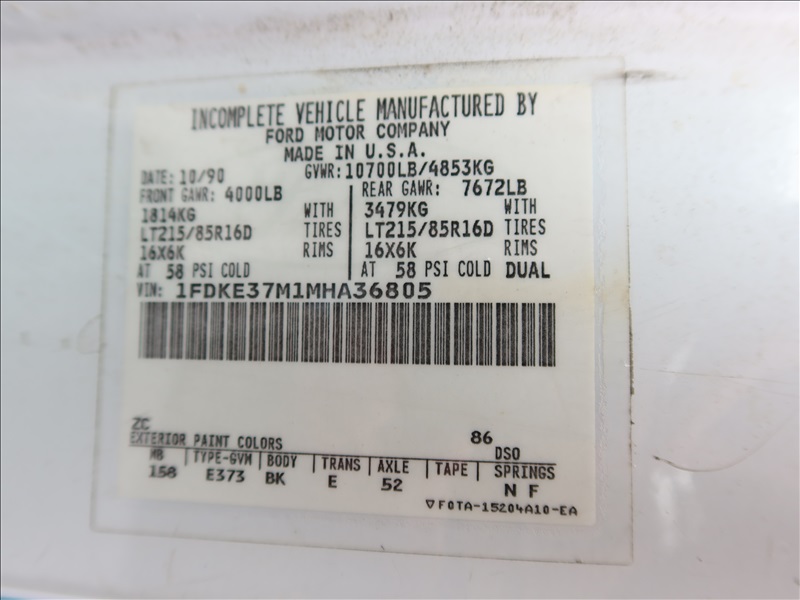 INCOMPLETE VEHICLE MANUFACTURED BY
FORD MOTOR COMPANY
MADE IN U.S.A.
DATE: 10/90 GVWR: 10700LB/4853KG
FRONT GAWR: 4000LB REAR GAWR: 7672LB
1814KG WITH 3479KG WITH
LT215/85R16D TIRES LT215/85R16D TIRES
16X6K RIMS 16X6K RIMS
AT 58 PSI COLD AT 58 PSI COLD DUAL
VIN: 1FDKE37M1MHA36805
ZC 86
EXTERIOR PAINT COLORS DSO
WB TYPE-GVM BODY TRANS AXLE TAPE SPRINGS
158 E373 BK E 52 N F
▽F0TA-15204A10-EA